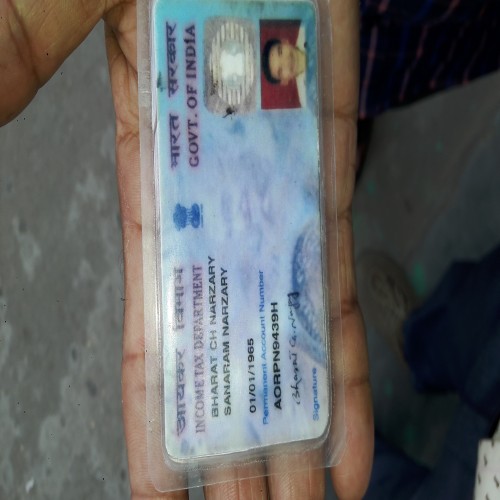 आयकर विभाग
INCOME TAX DEPARTMENT
भारत सरकार
GOVT. OF INDIA
BHARAT CH NARZARY
SANARAM NARZARY
01/01/1965
Permanent Account Number
AORPN9439H
Signature